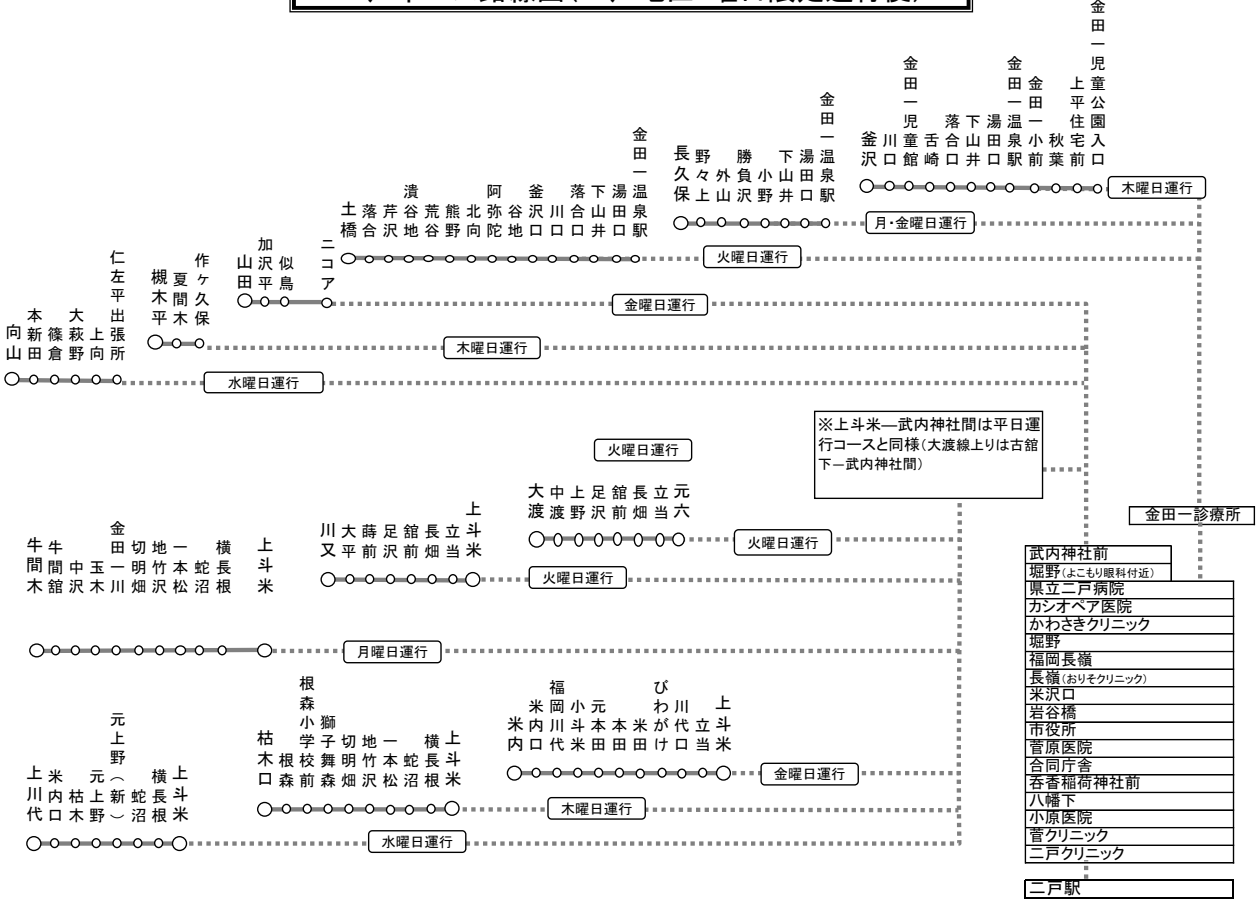 路線図
釜沢
川口
金田一児童館
舌崎
落合口
下山井
湯田口
金田一温泉駅
金田一小前
秋葉
上平住宅前
金田一児童公園入口
木曜日運行
長久保
野々上
外山
勝負沢
小野
下山井
湯田口
金田一温泉駅
月・金曜日運行
土橋
落合
芹沢
漬谷地
荒谷
熊野
北向
阿弥陀
谷地
釜沢口
川口
落合口
下山井
湯田口
金田一温泉駅
火曜日運行
山田
加沢平
似鳥
ニコア
金曜日運行
槻木平
夏間木
作ケ久保
木曜日運行
向山
本新田
篠倉
大萩野
上向
仁左平出張所
水曜日運行
※上斗米―武内神社間は平日運
行コースと同様(大渡線上りは古舘
下―武内神社間)
火曜日運行
大渡
中渡
上野
足沢
舘前
長畑
立当
元六
火曜日運行
川又
大平
蒔前
足沢
舘前
長畑
立当
上斗米
火曜日運行
牛間木
牛間舘
中沢
玉木
金田一川
切明畑
地竹沢
一本松
蛇沼
横長根
上斗米
月曜日運行
米内
米内口
福岡川代
小斗米
元本田
本田
米田
びわがけ
川代口
立当
上斗米
金曜日運行
枯木口
根森
根森小学校前
獅子舞森
切明畑
地竹沢
一本松
蛇沼
横長根
上斗米
木曜日運行
上川代
米内口
枯木
元上野
元上野(新)
蛇沼
横長根
上斗米
水曜日運行
金田一診療所
武内神社前
堀野(よこもり眼科付近)
県立二戸病院
カシオペア医院
かわさきクリニック
堀野
福岡長嶺
長嶺(おりそクリニック)
米沢口
岩谷橋
市役所
菅原医院
合同庁舎
呑香稲荷神社前
八幡下
小原医院
菅クリニック
二戸クリニック
二戸駅